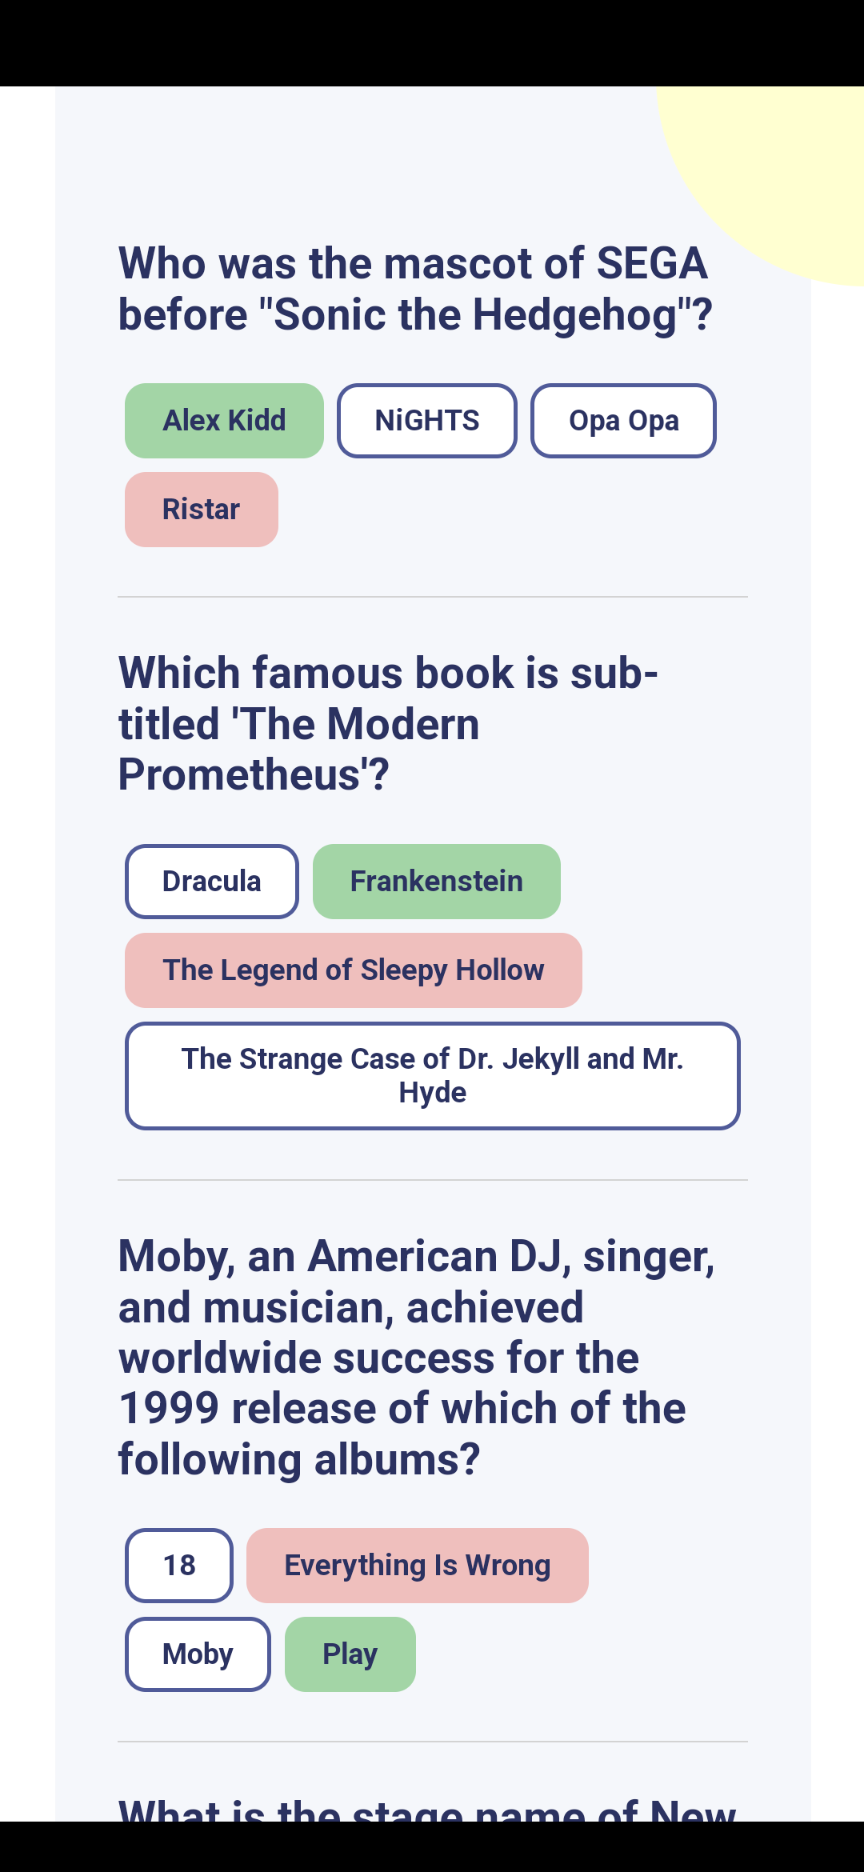 Who was the mascot of SEGA
before "Sonic the Hedgehog"?
Alex Kidd
NiGHTS
Opa Opa
Ristar
Which famous book is sub-
titled 'The Modern
Prometheus'?
Dracula
Frankenstein
The Legend of Sleepy Hollow
The Strange Case of Dr. Jekyll and Mr.
Hyde
Moby, an American DJ, singer,
and musician, achieved
worldwide success for the
1999 release of which of the
following albums?
18
Everything Is Wrong
Moby
Play
What is the stage name of New